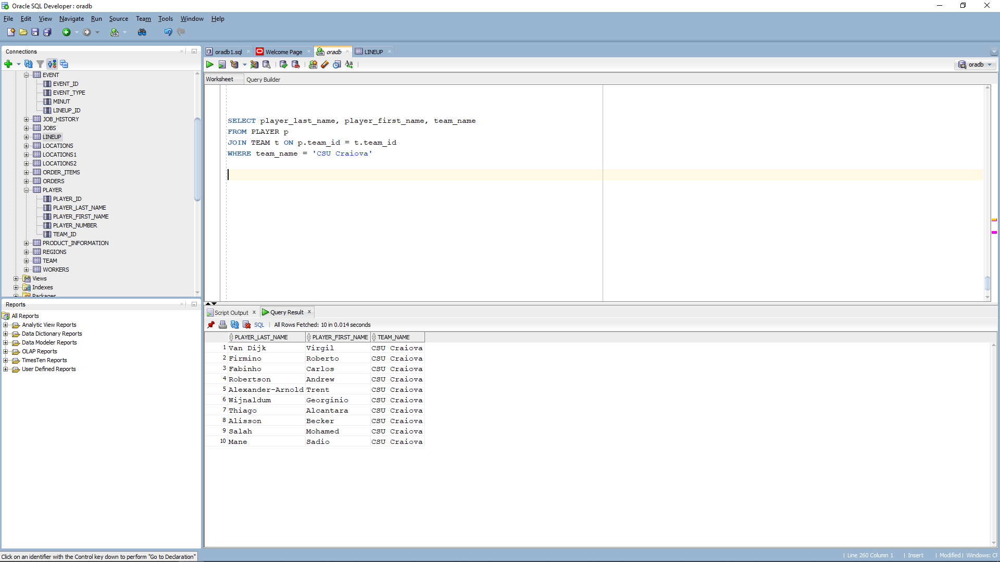 Oracle SQL Developer : oradb
File Edit View Navigate Run Source Team Tools Window Help
Connections
EVENT
EVENT_ID
EVENT_TYPE
MINUT
LINEUP_ID
JOB_HISTORY
JOBS
LINEUP
LOCATIONS
LOCATIONS1
LOCATIONS2
ORDER_ITEMS
ORDERS
PLAYER
PLAYER_ID
PLAYER_LAST_NAME
PLAYER_FIRST_NAME
PLAYER_NUMBER
TEAM_ID
PRODUCT_INFORMATION
REGIONS
TEAM
WORKERS
Views
Indexes
Packages
Reports
All Reports
Analytic View Reports
Data Dictionary Reports
Data Modeler Reports
OLAP Reports
TimesTen Reports
User Defined Reports
oradb1.sql Welcome Page oradb LINEUP
oradb
Worksheet Query Builder
SELECT player_last_name, player_first_name, team_name
FROM PLAYER p
JOIN TEAM t ON p.team_id = t.team_id
WHERE team_name = 'CSU Craiova'
Script Output Query Result
SQL All Rows Fetched: 10 in 0.014 seconds
PLAYER_LAST_NAME PLAYER_FIRST_NAME TEAM_NAME
1 Van Dijk Virgil CSU Craiova
2 Firmino Roberto CSU Craiova
3 Fabinho Carlos CSU Craiova
4 Robertson Andrew CSU Craiova
5 Alexander-Arnold Trent CSU Craiova
6 Wijnaldum Georginio CSU Craiova
7 Thiago Alcantara CSU Craiova
8 Alisson Becker CSU Craiova
9 Salah Mohamed CSU Craiova
10 Mane Sadio CSU Craiova
Click on an identifier with the Control key down to perform "Go to Declaration"
Line 260 Column 1 Insert Modified Windows: CF